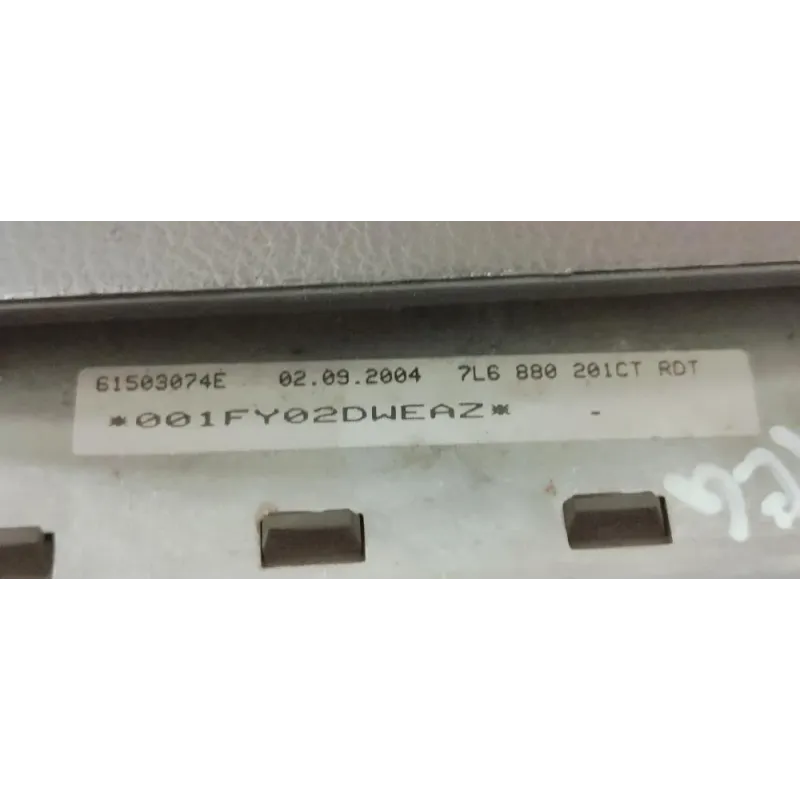 61503074E 02.09.2004 7L6 880 201CT RDT
*001FY02DWEAZ* -